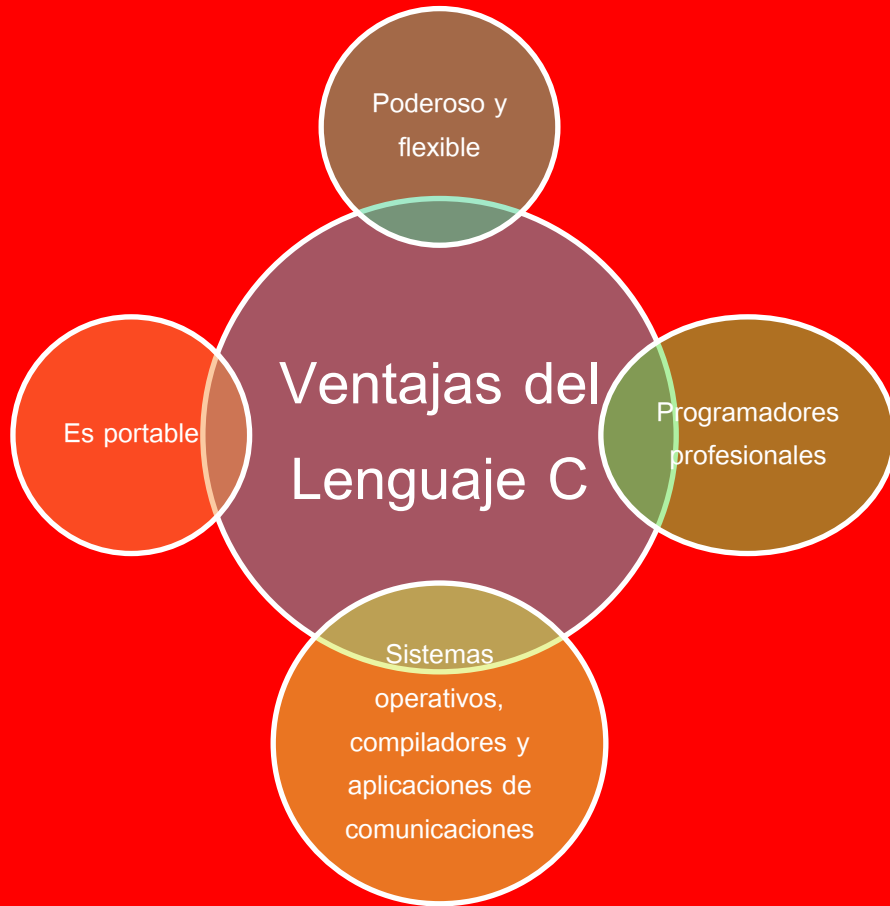 Poderoso y
flexible
Ventajas del
Lenguaje C
Es portable
Programadores
profesionales
Sistemas
operativos,
compiladores y
aplicaciones de
comunicaciones